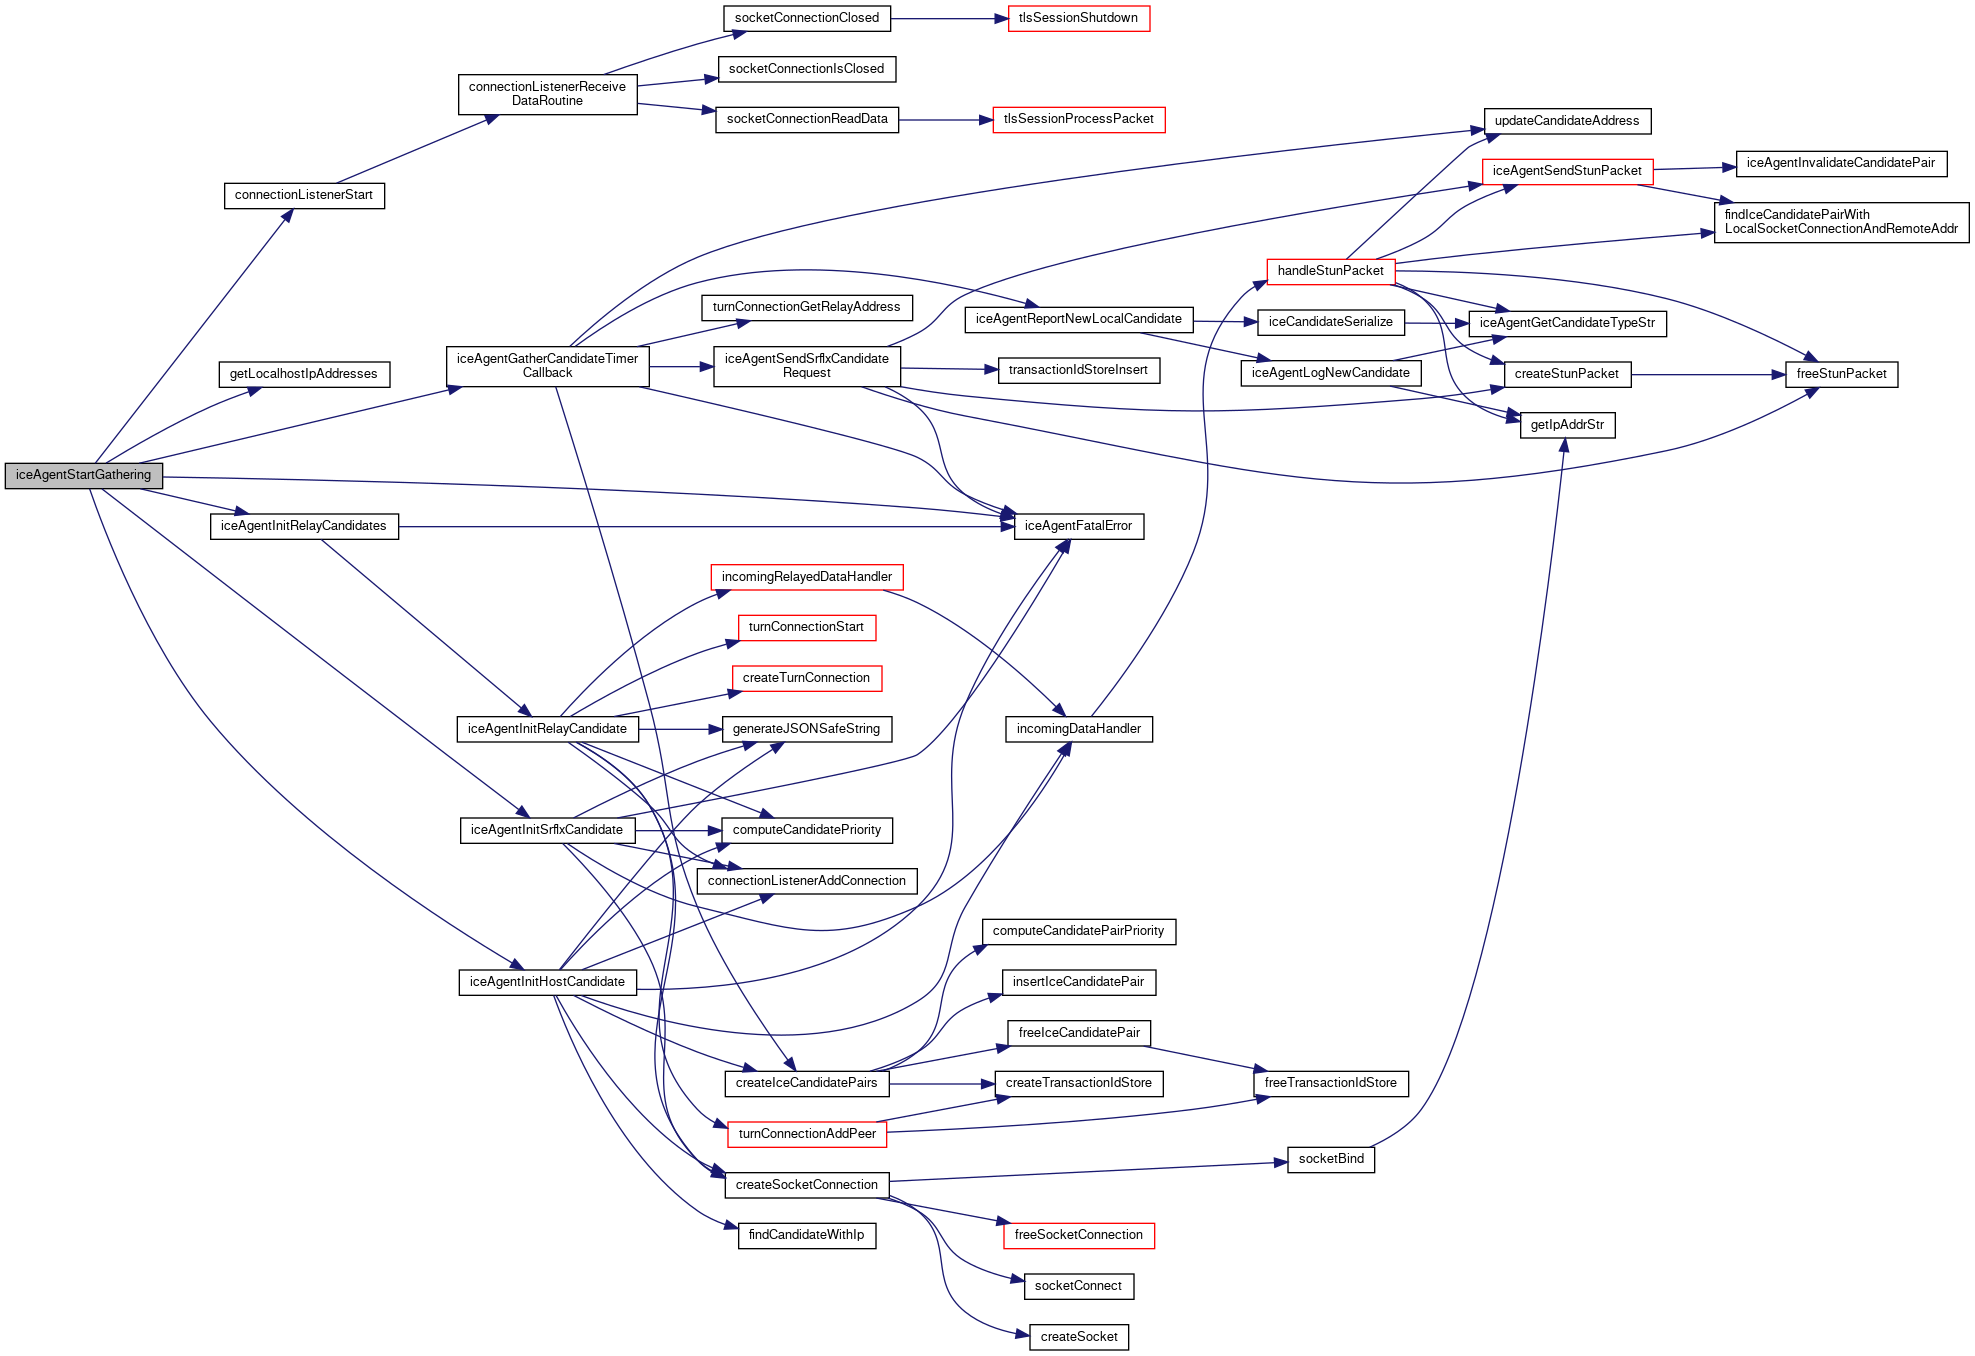 socketConnectionClosed
tlsSessionShutdown
socketConnectionIsClosed
connectionListenerReceive
DataRoutine
socketConnectionReadData
tlsSessionProcessPacket
updateCandidateAddress
iceAgentInvalidateCandidatePair
iceAgentSendStunPacket
connectionListenerStart
findIceCandidatePairWith
LocalSocketConnectionAndRemoteAddr
handleStunPacket
turnConnectionGetRelayAddress
iceAgentReportNewLocalCandidate
iceCandidateSerialize
iceAgentGetCandidateTypeStr
iceAgentGatherCandidateTimer
Callback
iceAgentSendSrflxCandidate
Request
transactionIdStoreInsert
iceAgentLogNewCandidate
createStunPacket
freeStunPacket
getLocalhostIpAddresses
getIpAddrStr
iceAgentStartGathering
iceAgentInitRelayCandidates
iceAgentFatalError
incomingRelayedDataHandler
turnConnectionStart
createTurnConnection
iceAgentInitRelayCandidate
generateJSONSafeString
incomingDataHandler
iceAgentInitSrflxCandidate
computeCandidatePriority
connectionListenerAddConnection
computeCandidatePairPriority
iceAgentInitHostCandidate
insertIceCandidatePair
freeIceCandidatePair
createIceCandidatePairs
createTransactionIdStore
freeTransactionIdStore
turnConnectionAddPeer
socketBind
createSocketConnection
findCandidateWithIp
freeSocketConnection
socketConnect
createSocket